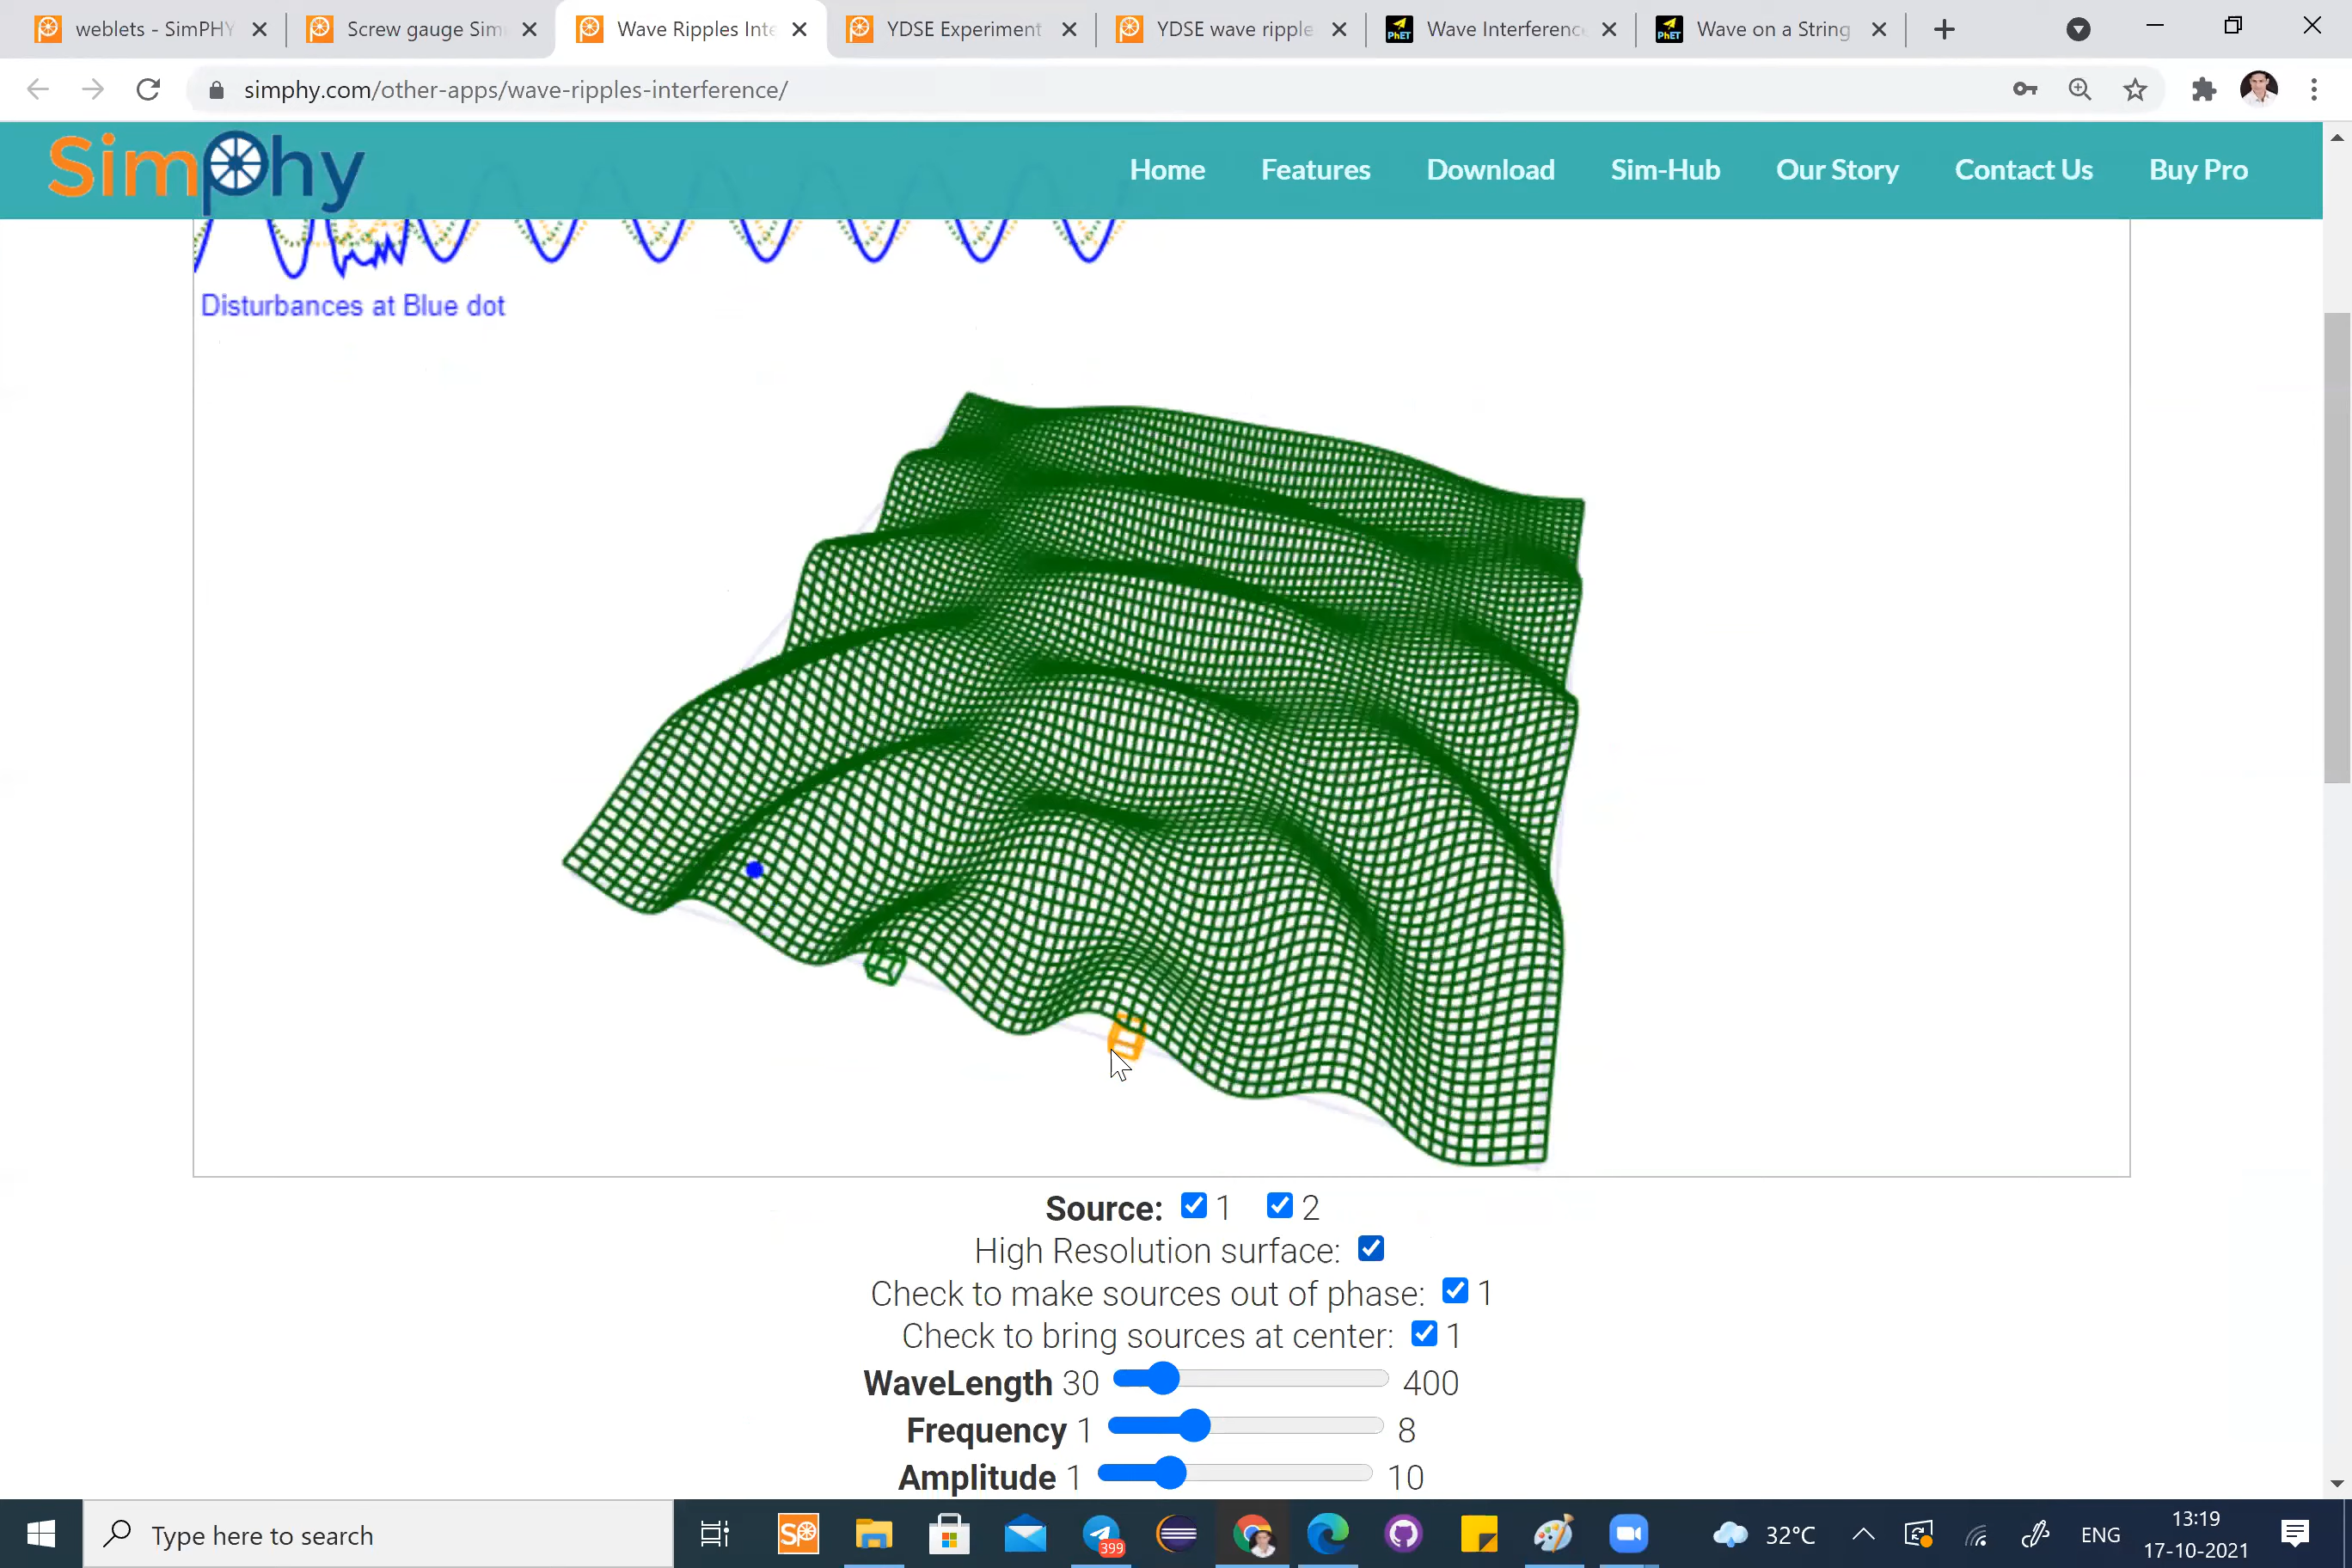 weblets - SimPHY
Screw gauge Sim
Wave Ripples Inte
YDSE Experiment
YDSE wave ripple
Wave Interference
Wave on a String
PhET
PhET
simphy.com/other-apps/wave-ripples-interference/
Simphy
Home
Features
Download
Sim-Hub
Our Story
Contact Us
Buy Pro
Disturbances at Blue dot
Source: 1 2
High Resolution surface:
Check to make sources out of phase: 1
Check to bring sources at center: 1
WaveLength 30 400
Frequency 1 8
Amplitude 1 10
Type here to search
SP
399
32°C
ENG
13:19
17-10-2021